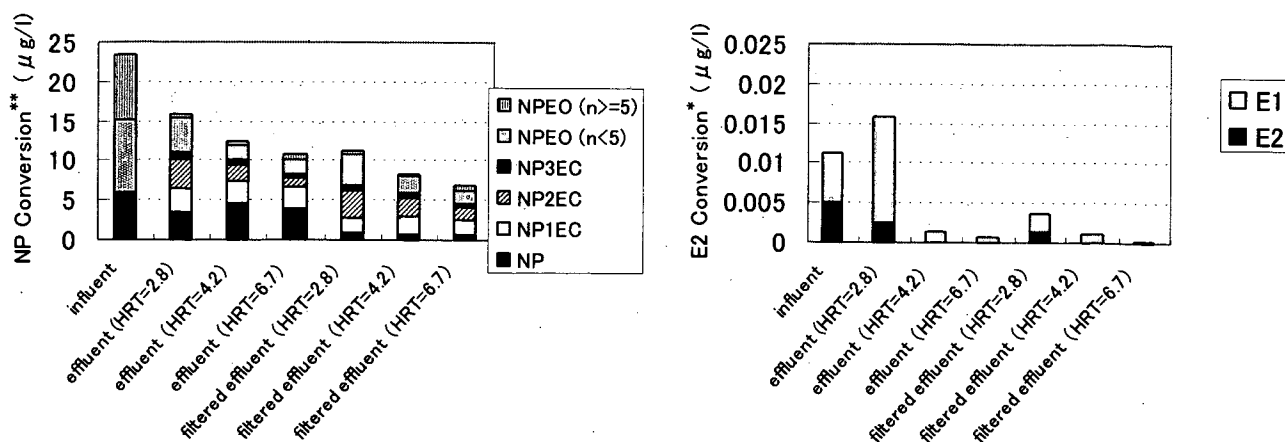 NP Conversion** (μg/l)
25
20
15
10
5
0
influent
effluent (HRT=2.8)
effluent (HRT=4.2)
effluent (HRT=6.7)
filtered effluent (HRT=2.8)
filtered effluent (HRT=4.2)
filtered effluent (HRT=6.7)
NPEO (n>=5)
NPEO (n<5)
NP3EC
NP2EC
NP1EC
NP
E2 Conversion* (μg/l)
0.025
0.02
0.015
0.01
0.005
0
influent
effluent (HRT=2.8)
effluent (HRT=4.2)
effluent (HRT=6.7)
filtered effluent (HRT=2.8)
filtered effluent (HRT=4.2)
filtered effluent (HRT=6.7)
E1
E2